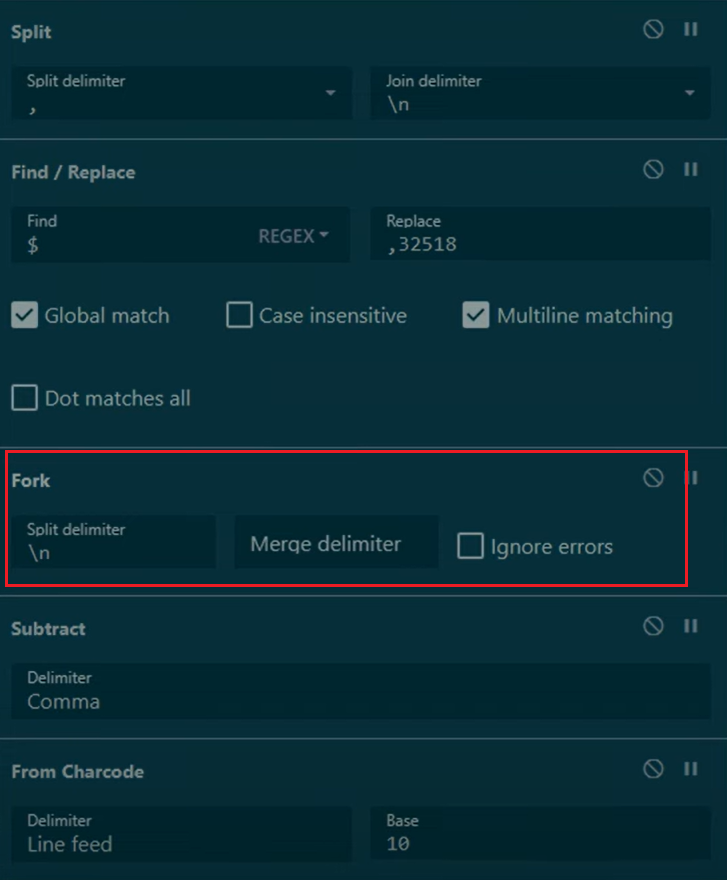 Split
Split delimiter
,
Join delimiter
\n
Find / Replace
Find
$
REGEX
Replace
,32518
Global match
Case insensitive
Multiline matching
Dot matches all
Fork
Split delimiter
\n
Merge delimiter
Ignore errors
Subtract
Delimiter
Comma
From Charcode
Delimiter
Line feed
Base
10